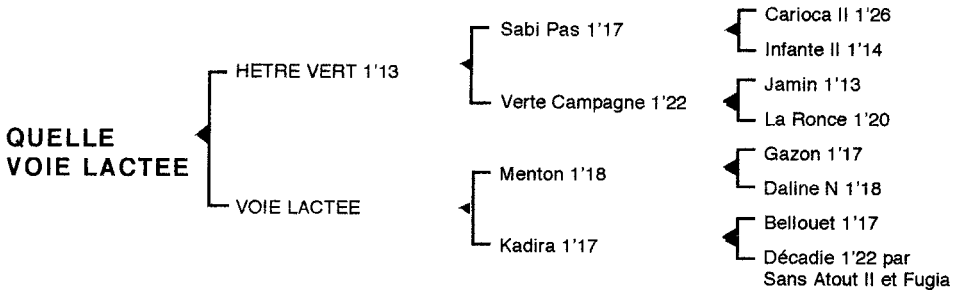 QUELLE
VOIE LACTEE
HETRE VERT 1'13
VOIE LACTEE
Sabi Pas 1'17
Verte Campagne 1'22
Menton 1'18
Kadira 1'17
Carioca II 1'26
Infante II 1'14
Jamin 1'13
La Ronce 1'20
Gazon 1'17
Daline N 1'18
Bellouet 1'17
Décadie 1'22 par
Sans Atout II et Fugia